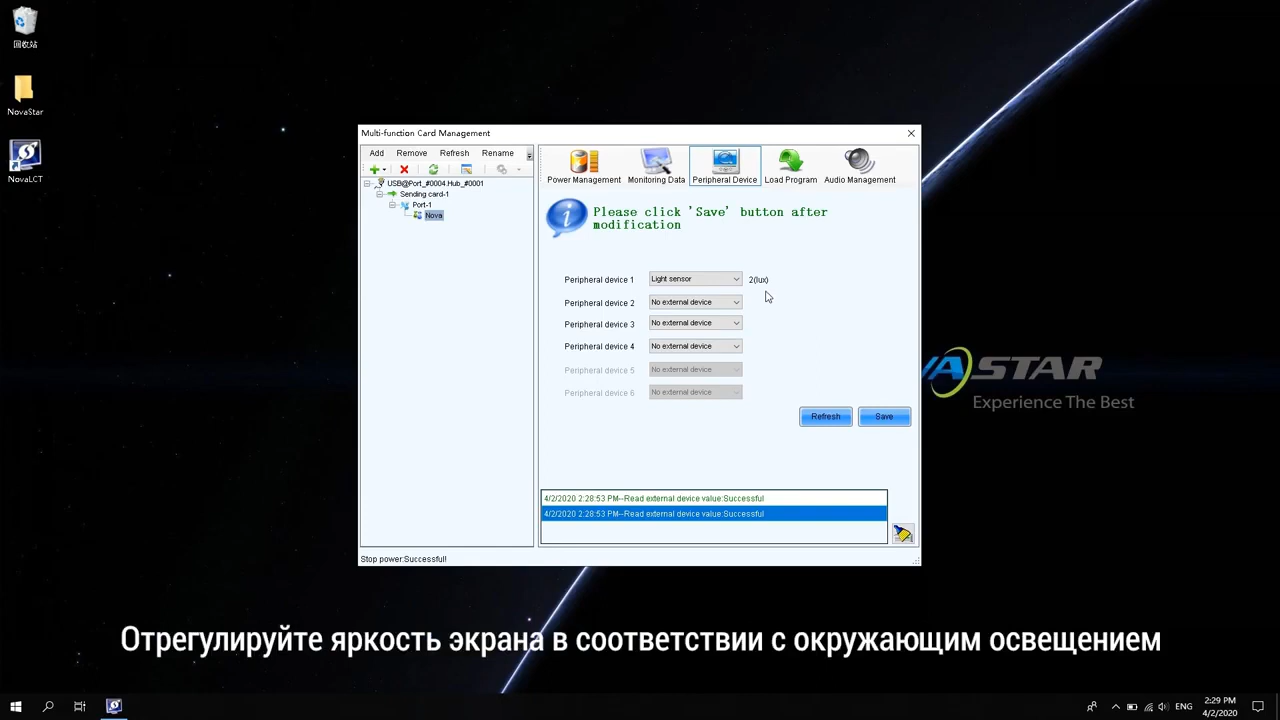 回收站
NovaStar
NovaLCT
Multi-function Card Management
Add Remove Refresh Rename
USB@Port_#0004.Hub_#0001
Sending card-1
Port-1
Nova
Stop power:Successful!
Power Management Monitoring Data Peripheral Device Load Program Audio Management
Please click 'Save' button after
modification
Peripheral device 1 Light sensor 2(lux)
Peripheral device 2 No external device
Peripheral device 3 No external device
Peripheral device 4 No external device
Peripheral device 5 No external device
Peripheral device 6 No external device
Refresh Save
4/2/2020 2:28:53 PM--Read external device value:Successful
4/2/2020 2:28:53 PM--Read external device value:Successful
ASTAR
Experience The Best
Отрегулируйте яркость экрана в соответствии с окружающим освещением
ENG
2:29 PM
4/2/2020